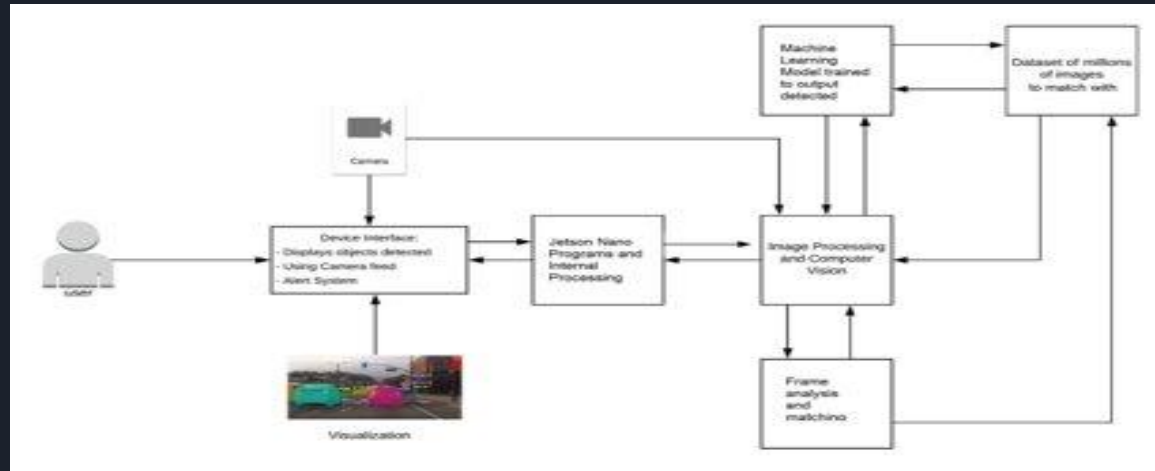 Machine
Learning
Model trained
to output
detected
Dataset of millions
of images
to match with
Camera
user
Device Interface:
- Displays objects detected
- Using Camera feed
- Alert System
Jetson Nano
Programs and
Internal
Processing
Image Processing
and Computer
Vision
Visualization
Frame
analysis
and
matching